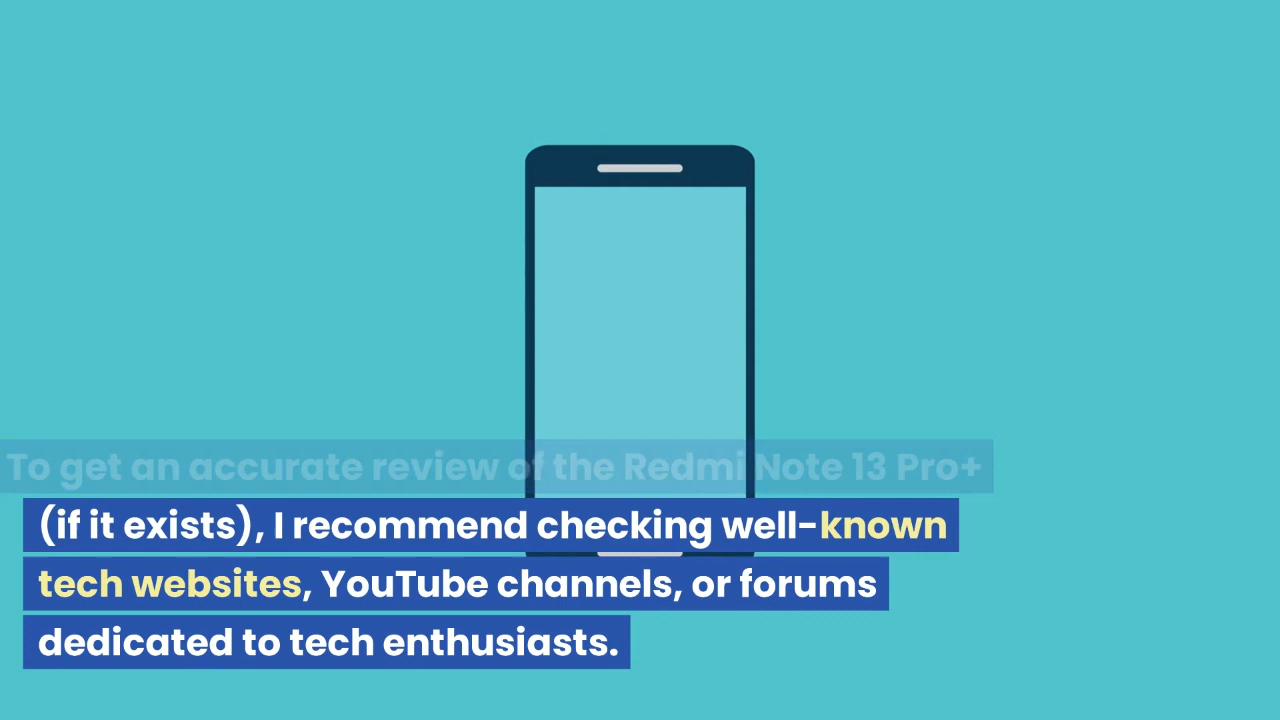 To get an accurate review of the Redmi Note 13 Pro+
(if it exists), I recommend checking well-known
tech websites, YouTube channels, or forums
dedicated to tech enthusiasts.